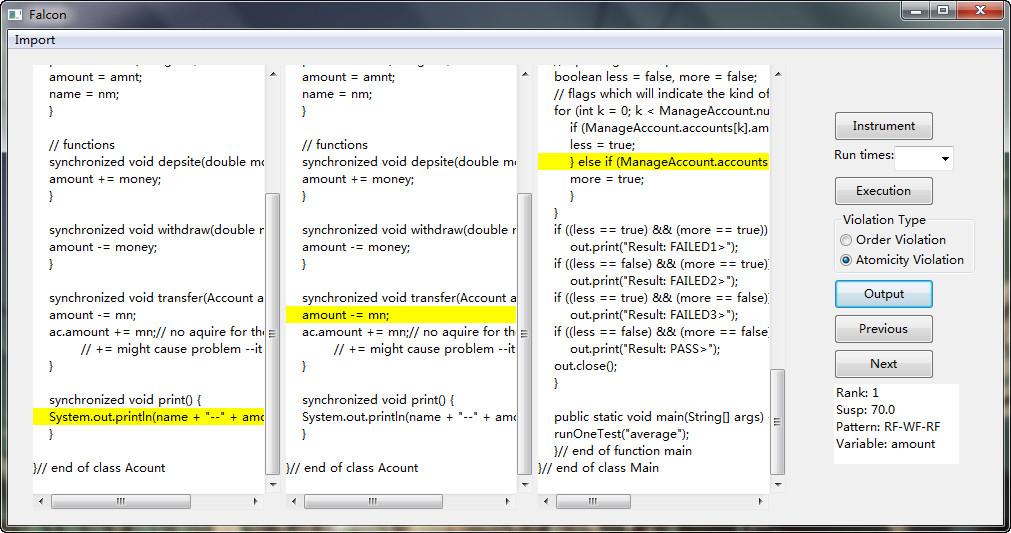 Falcon
Import
amount = amnt;
name = nm;
}
// functions
synchronized void depsite(double
amount += money;
}
synchronized void withdraw(double
amount -= money;
}
synchronized void transfer(Account
amount -= mn;
ac.amount += mn;// no aquire for
// += might cause problem --it
}
synchronized void print() {
System.out.println(name + "--" +
}
}// end of class Acount
amount = amnt;
name = nm;
}
// functions
synchronized void depsite(double
amount += money;
}
synchronized void withdraw(double
amount -= money;
}
synchronized void transfer(Account
amount -= mn;
ac.amount += mn;// no aquire for
// += might cause problem --it
}
synchronized void print() {
System.out.println(name + "--" +
}
}// end of class Acount
boolean less = false, more = false;
// flags which will indicate the kind of
for (int k = 0; k < ManageAccount.nu
if (ManageAccount.accounts[k].am
less = true;
} else if (ManageAccount.accounts
more = true;
}
}
if ((less == true) && (more == true))
out.print("Result: FAILED1>");
if ((less == false) && (more == true))
out.print("Result: FAILED2>");
if ((less == true) && (more == false)
out.print("Result: FAILED3>");
if ((less == false) && (more == false)
out.print("Result: PASS>");
out.close();
}
public static void main(String[] args)
runOneTest("average");
}// end of function main
}// end of class Main
Instrument
Run times:
Execution
Violation Type
Order Violation
Atomicity Violation
Output
Previous
Next
Rank: 1
Susp: 70.0
Pattern: RF-WF-RF
Variable: amount